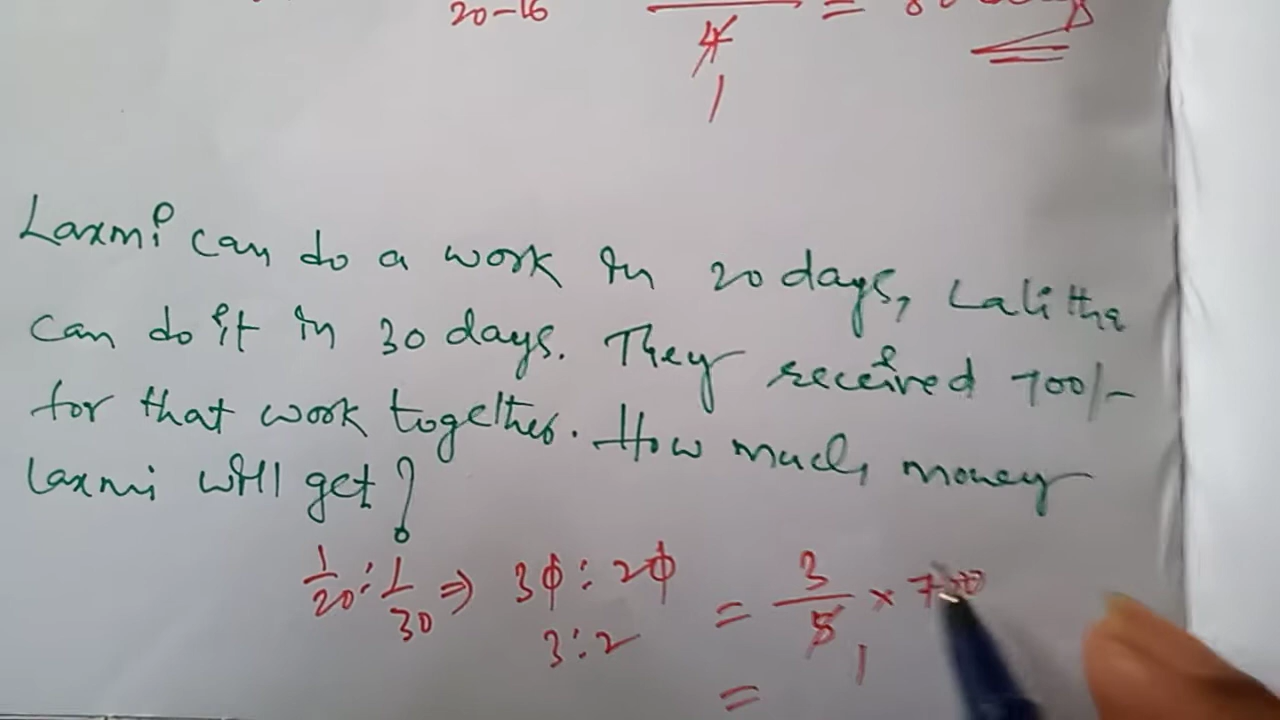 20-16
4
=
1
Laxmi can do a work in 20 days, Lalitha
can do it in 30 days. They received 700/-
for that work together. How much money
Laxmi will get?
1/20 : 1/30 ⇒ 30 : 20
3 : 2
= 3/5 × 700
1
=